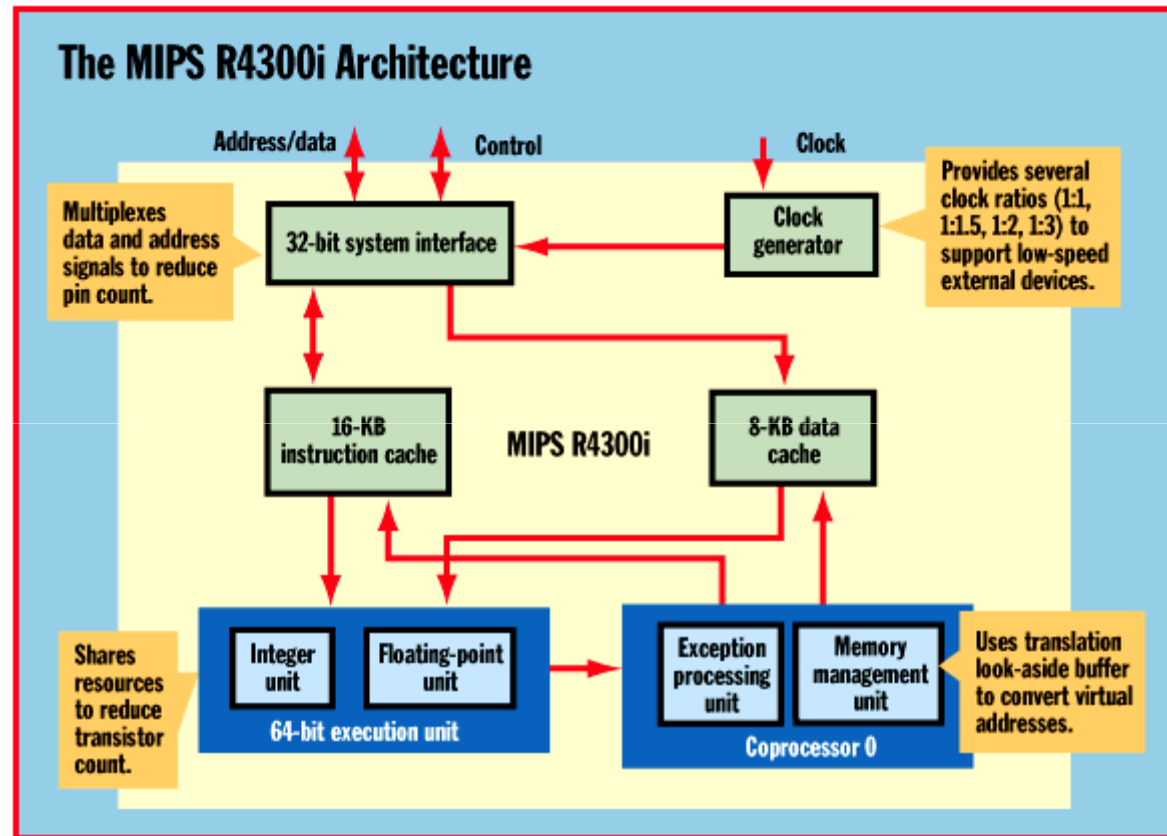 The MIPS R4300i Architecture
Address/data
Control
Clock
Multiplexes
data and address
signals to reduce
pin count.
32-bit system interface
Clock
generator
Provides several
clock ratios (1:1,
1:1.5, 1:2, 1:3) to
support low-speed
external devices.
16-KB
instruction cache
MIPS R4300i
8-KB data
cache
Shares
resources
to reduce
transistor
count.
Integer
unit
Floating-point
unit
64-bit execution unit
Exception
processing
unit
Memory
management
unit
Coprocessor 0
Uses translation
look-aside buffer
to convert virtual
addresses.